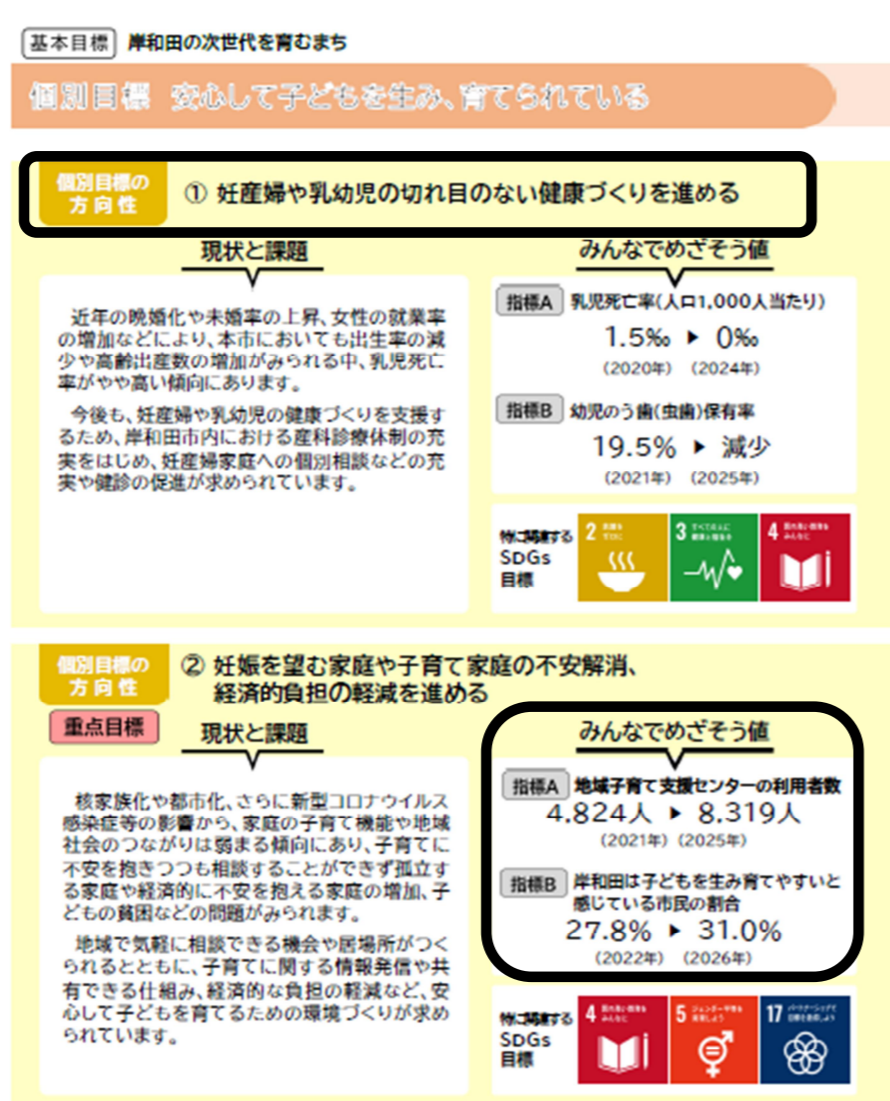 基本目標 岸和田の次世代を育むまち
個別目標 安心して子どもを生み、育てられている
個別目標の
方向性
① 妊産婦や乳幼児の切れ目のない健康づくりを進める
現状と課題
近年の晩婚化や未婚率の上昇、女性の就業率
の増加などにより、本市においても出生率の減
少や高齢出産数の増加がみられる中、乳児死亡
率がやや高い傾向にあります。
今後も、妊産婦や乳幼児の健康づくりを支援す
るため、岸和田市内における産科診療体制の充
実をはじめ、妊産婦家庭への個別相談などの充
実や健診の促進が求められています。
みんなでめざそう値
指標A 乳児死亡率(人口1,000人当たり)
1.5‰ ▶ 0‰
(2020年) (2024年)
指標B 幼児のう歯(虫歯)保有率
19.5% ▶ 減少
(2021年) (2025年)
特に関連する
SDGs
目標
2
3
4
個別目標の
方向性
② 妊娠を望む家庭や子育て家庭の不安解消、
経済的負担の軽減を進める
重点目標
現状と課題
核家族化や都市化、さらに新型コロナウイルス
感染症等の影響から、家庭の子育て機能や地域
社会のつながりは弱まる傾向にあり、子育てに
不安を抱きつつも相談することができず孤立す
る家庭や経済的に不安を抱える家庭の増加、子
どもの貧困などの問題がみられます。
地域で気軽に相談できる機会や居場所がつく
られるとともに、子育てに関する情報発信や共
有できる仕組み、経済的な負担の軽減など、安
心して子どもを育てるための環境づくりが求め
られています。
みんなでめざそう値
指標A 地域子育て支援センターの利用者数
4.824人 ▶ 8.319人
(2021年) (2025年)
指標B 岸和田は子どもを生み育てやすいと
感じている市民の割合
27.8% ▶ 31.0%
(2022年) (2026年)
特に関連する
SDGs
目標
4
5
17